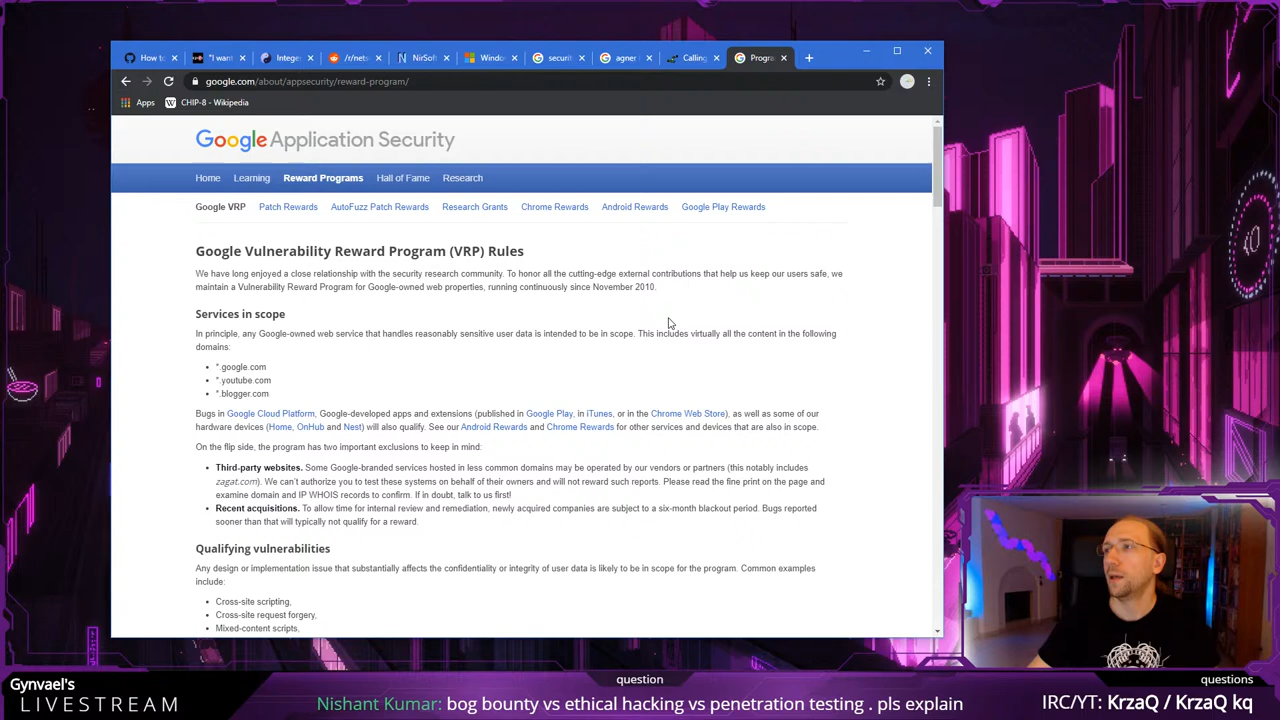 How to
"I want
Intege
/r/nets
NirSoft
Window
securit
agner
Calling
Progra
google.com/about/appsecurity/reward-program/
Apps
CHIP-8 - Wikipedia
Google Application Security
Home
Learning
Reward Programs
Hall of Fame
Research
Google VRP
Patch Rewards
AutoFuzz Patch Rewards
Research Grants
Chrome Rewards
Android Rewards
Google Play Rewards
Google Vulnerability Reward Program (VRP) Rules
We have long enjoyed a close relationship with the security research community. To honor all the cutting-edge external contributions that help us keep our users safe, we
maintain a Vulnerability Reward Program for Google-owned web properties, running continuously since November 2010.
Services in scope
In principle, any Google-owned web service that handles reasonably sensitive user data is intended to be in scope. This includes virtually all the content in the following
domains:
• *.google.com
• *.youtube.com
• *.blogger.com
Bugs in Google Cloud Platform, Google-developed apps and extensions (published in Google Play, in iTunes, or in the Chrome Web Store), as well as some of our
hardware devices (Home, OnHub and Nest) will also qualify. See our Android Rewards and Chrome Rewards for other services and devices that are also in scope.
On the flip side, the program has two important exclusions to keep in mind:
• Third-party websites. Some Google-branded services hosted in less common domains may be operated by our vendors or partners (this notably includes
zagat.com). We can't authorize you to test these systems on behalf of their owners and will not reward such reports. Please read the fine print on the page and
examine domain and IP WHOIS records to confirm. If in doubt, talk to us first!
• Recent acquisitions. To allow time for internal review and remediation, newly acquired companies are subject to a six-month blackout period. Bugs reported
sooner than that will typically not qualify for a reward.
Qualifying vulnerabilities
Any design or implementation issue that substantially affects the confidentiality or integrity of user data is likely to be in scope for the program. Common examples
include:
• Cross-site scripting,
• Cross-site request forgery,
• Mixed-content scripts,
Gynvael's
LIVESTREAM
question
Nishant Kumar: bog bounty vs ethical hacking vs penetration testing . pls explain
questions
IRC/YT: KrzaQ / KrzaQ kq